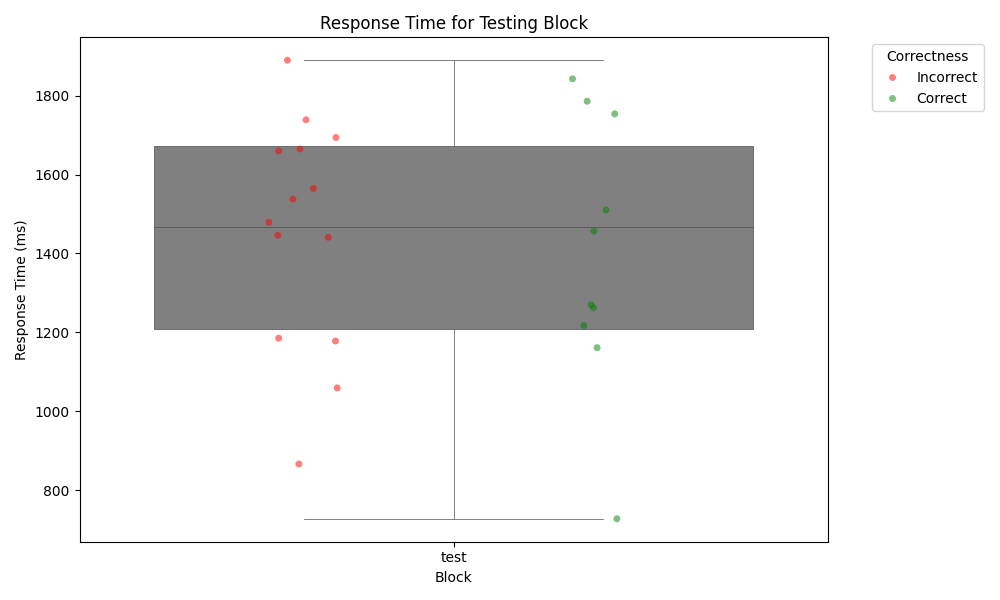 Response Time for Testing Block
Correctness
Incorrect
Correct
Response Time (ms)
1800
1600
1400
1200
1000
800
test
Block